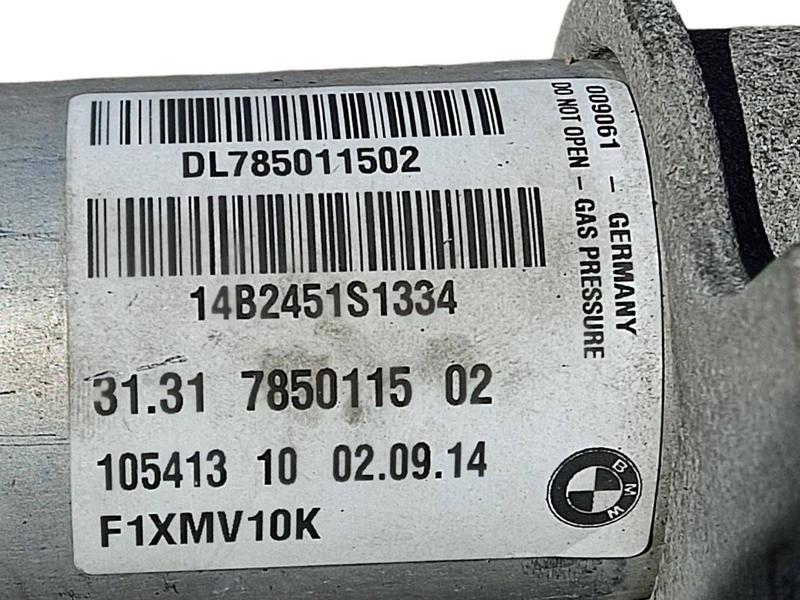 DL785011502
14B2451S1334
31.31 7850115 02
105413 10 02.09.14
F1XMV10K
009061 - GERMANY
DO NOT OPEN - GAS PRESSURE
BMW